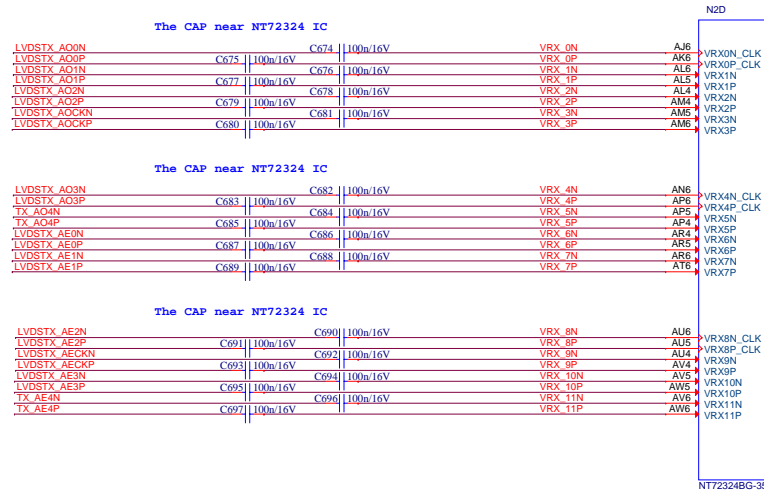 N2D
The CAP near NT72324 IC
LVDSTX_AO0N C674 100n/16V VRX_0N AJ6 VRX0N_CLK
LVDSTX_AO0P C675 100n/16V VRX_0P AK6 VRX0P_CLK
LVDSTX_AO1N C676 100n/16V VRX_1N AL6 VRX1N
LVDSTX_AO1P C677 100n/16V VRX_1P AL5 VRX1P
LVDSTX_AO2N C678 100n/16V VRX_2N AL4 VRX2N
LVDSTX_AO2P C679 100n/16V VRX_2P AM4 VRX2P
LVDSTX_AOCKN C681 100n/16V VRX_3N AM5 VRX3N
LVDSTX_AOCKP C680 100n/16V VRX_3P AM6 VRX3P
The CAP near NT72324 IC
LVDSTX_AO3N C682 100n/16V VRX_4N AN6 VRX4N_CLK
LVDSTX_AO3P C683 100n/16V VRX_4P AP6 VRX4P_CLK
TX_AO4N C684 100n/16V VRX_5N AP5 VRX5N
TX_AO4P C685 100n/16V VRX_5P AP4 VRX5P
LVDSTX_AE0N C686 100n/16V VRX_6N AR4 VRX6N
LVDSTX_AE0P C687 100n/16V VRX_6P AR5 VRX6P
LVDSTX_AE1N C688 100n/16V VRX_7N AR6 VRX7N
LVDSTX_AE1P C689 100n/16V VRX_7P AT6 VRX7P
The CAP near NT72324 IC
LVDSTX_AE2N C690 100n/16V VRX_8N AU6 VRX8N_CLK
LVDSTX_AE2P C691 100n/16V VRX_8P AU5 VRX8P_CLK
LVDSTX_AECKN C692 100n/16V VRX_9N AU4 VRX9N
LVDSTX_AECKP C693 100n/16V VRX_9P AV4 VRX9P
LVDSTX_AE3N C694 100n/16V VRX_10N AV5 VRX10N
LVDSTX_AE3P C695 100n/16V VRX_10P AW5 VRX10P
TX_AE4N C696 100n/16V VRX_11N AV6 VRX11N
TX_AE4P C697 100n/16V VRX_11P AW6 VRX11P